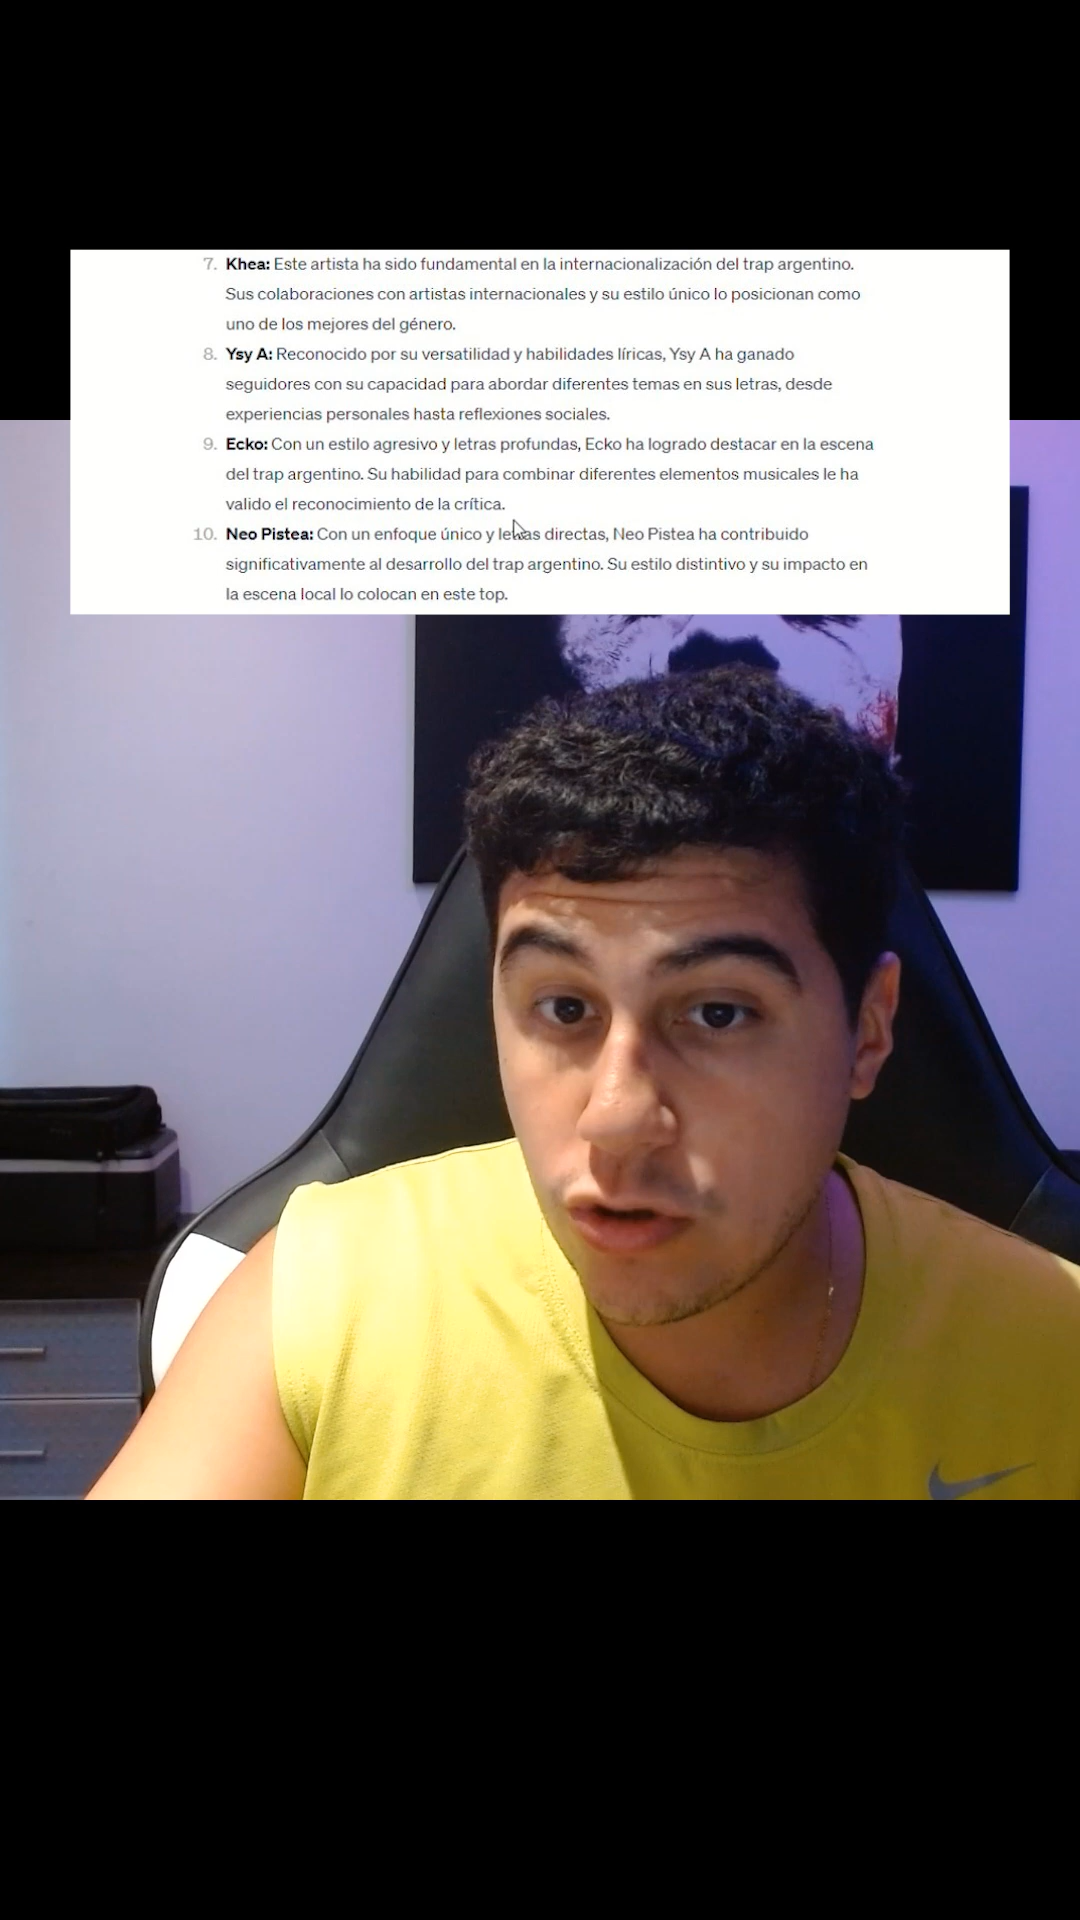 7. Khea: Este artista ha sido fundamental en la internacionalización del trap argentino.
Sus colaboraciones con artistas internacionales y su estilo único lo posicionan como
uno de los mejores del género.
8. Ysy A: Reconocido por su versatilidad y habilidades líricas, Ysy A ha ganado
seguidores con su capacidad para abordar diferentes temas en sus letras, desde
experiencias personales hasta reflexiones sociales.
9. Ecko: Con un estilo agresivo y letras profundas, Ecko ha logrado destacar en la escena
del trap argentino. Su habilidad para combinar diferentes elementos musicales le ha
valido el reconocimiento de la crítica.
10. Neo Pistea: Con un enfoque único y letras directas, Neo Pistea ha contribuido
significativamente al desarrollo del trap argentino. Su estilo distintivo y su impacto en
la escena local lo colocan en este top.